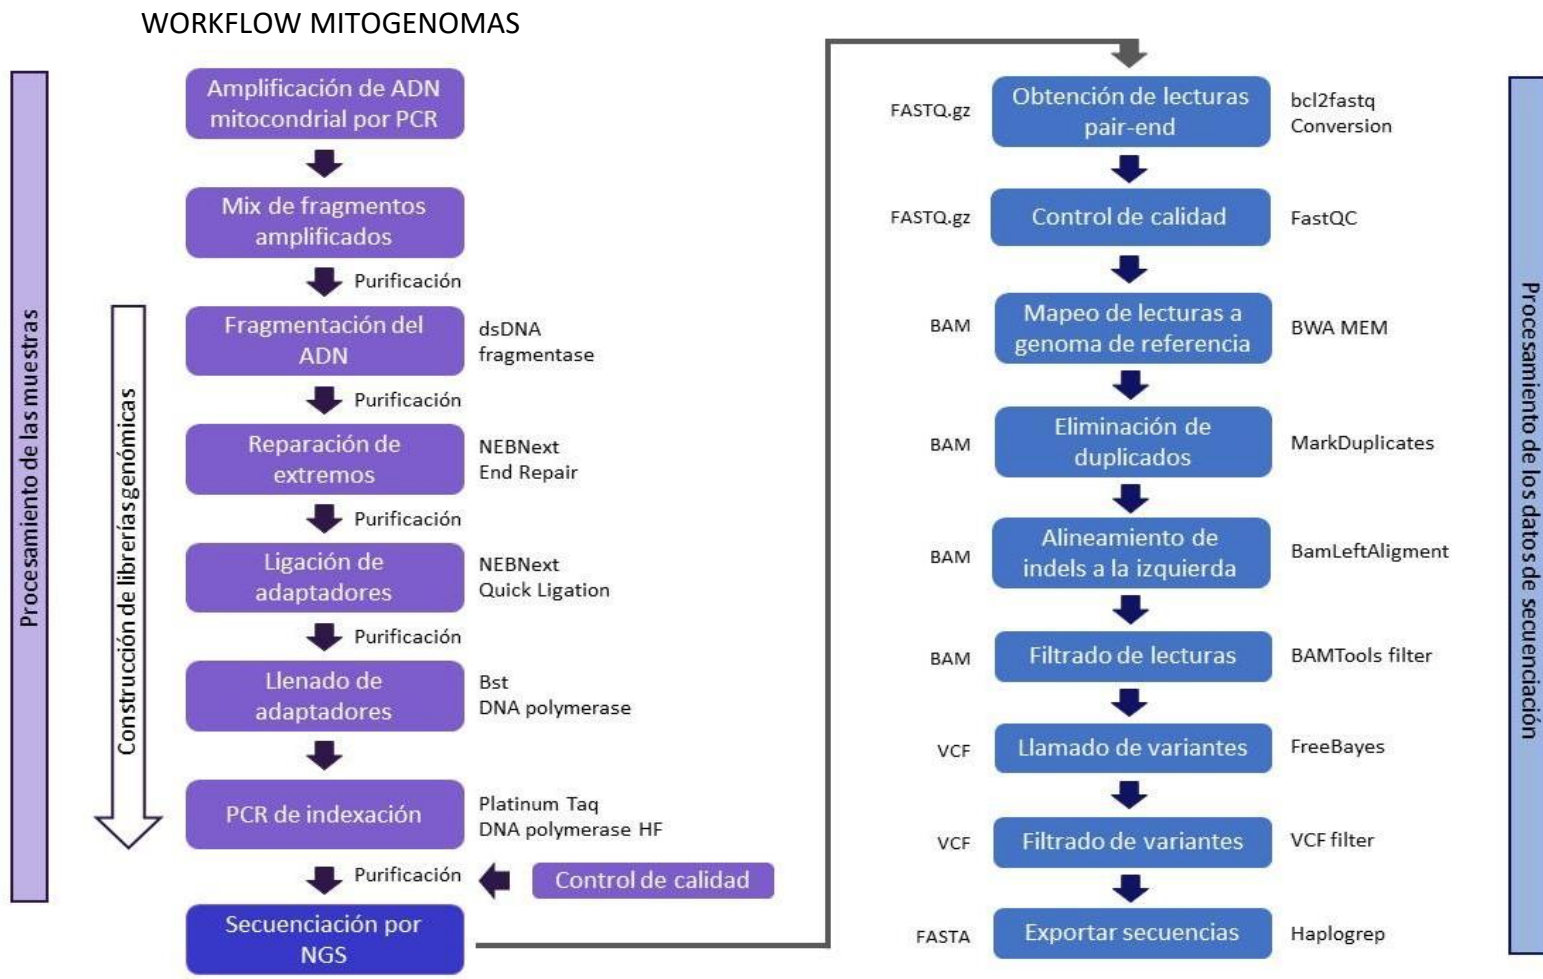 WORKFLOW MITOGENOMAS
Procesamiento de las muestras
Construcción de librerías genómicas
Amplificación de ADN
mitocondrial por PCR
Mix de fragmentos
amplificados
Purificación
Fragmentación del
ADN
dsDNA
fragmentase
Purificación
Reparación de
extremos
NEBNext
End Repair
Purificación
Ligación de
adaptadores
NEBNext
Quick Ligation
Purificación
Llenado de
adaptadores
Bst
DNA polymerase
PCR de indexación
Platinum Taq
DNA polymerase HF
Purificación
Control de calidad
Secuenciación por
NGS
FASTQ.gz
Obtención de lecturas
pair-end
bcl2fastq
Conversion
FASTQ.gz
Control de calidad
FastQC
BAM
Mapeo de lecturas a
genoma de referencia
BWA MEM
BAM
Eliminación de
duplicados
MarkDuplicates
BAM
Alineamiento de
indels a la izquierda
BamLeftAligment
BAM
Filtrado de lecturas
BAMTools filter
VCF
Llamado de variantes
FreeBayes
VCF
Filtrado de variantes
VCF filter
FASTA
Exportar secuencias
Haplogrep
Procesamiento de los datos de secuenciación